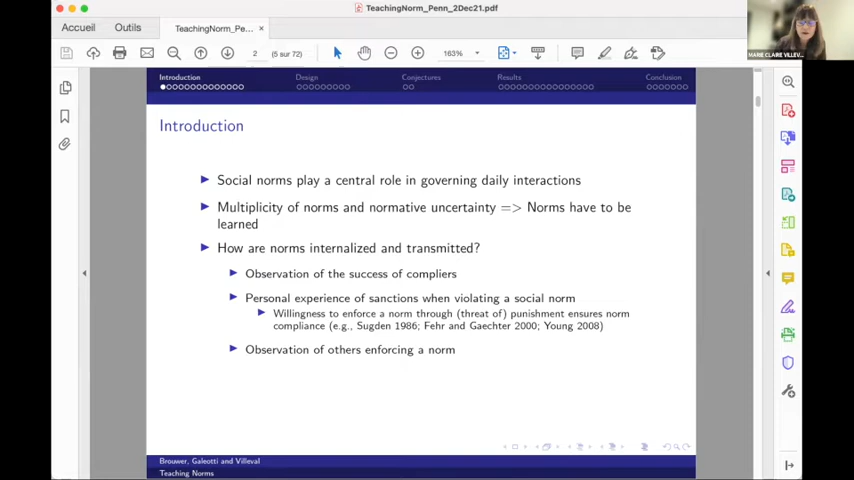 TeachingNorm_Penn_2Dec21.pdf
Accueil
Outils
TeachingNorm_Pe...
×
2
(5 sur 72)
163%
MARIE CLAIRE VILLEV...
Introduction
Design
Conjectures
Results
Conclusion
Introduction
Social norms play a central role in governing daily interactions
Multiplicity of norms and normative uncertainty => Norms have to be
learned
How are norms internalized and transmitted?
Observation of the success of compliers
Personal experience of sanctions when violating a social norm
Willingness to enforce a norm through (threat of) punishment ensures norm
compliance (e.g., Sugden 1986; Fehr and Gaechter 2000; Young 2008)
Observation of others enforcing a norm
Brouwer, Galeotti and Villeval
Teaching Norms